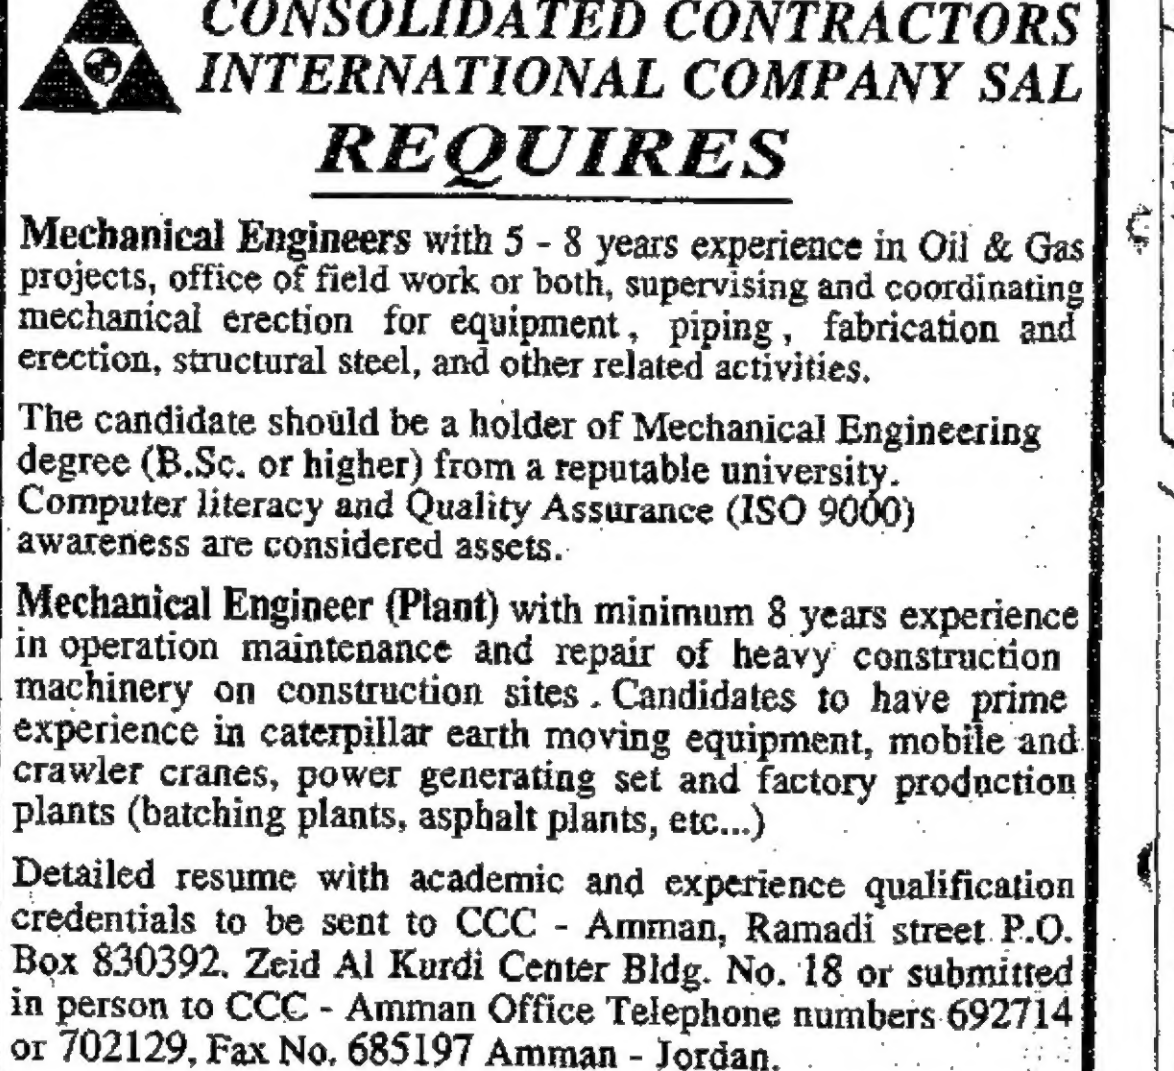 CONSOLIDATED CONTRACTORS
INTERNATIONAL COMPANY SAL
REQUIRES
Mechanical Engineers with 5 - 8 years experience in Oil & Gas
projects, office of field work or both, supervising and coordinating
mechanical erection for equipment, piping, fabrication and
erection, structural steel, and other related activities.
The candidate should be a holder of Mechanical Engineering
degree (B.Sc. or higher) from a reputable university.
Computer literacy and Quality Assurance (ISO 9000)
awareness are considered assets.
Mechanical Engineer (Plant) with minimum 8 years experience
in operation maintenance and repair of heavy construction
machinery on construction sites. Candidates to have prime
experience in caterpillar earth moving equipment, mobile and
crawler cranes, power generating set and factory production
plants (batching plants, asphalt plants, etc...)
Detailed resume with academic and experience qualification
credentials to be sent to CCC - Amman, Ramadi street P.O.
Box 830392. Zeid Al Kurdi Center Bldg. No. 18 or submitted
in person to CCC - Amman Office Telephone numbers 692714
or 702129, Fax No. 685197 Amman - Jordan.